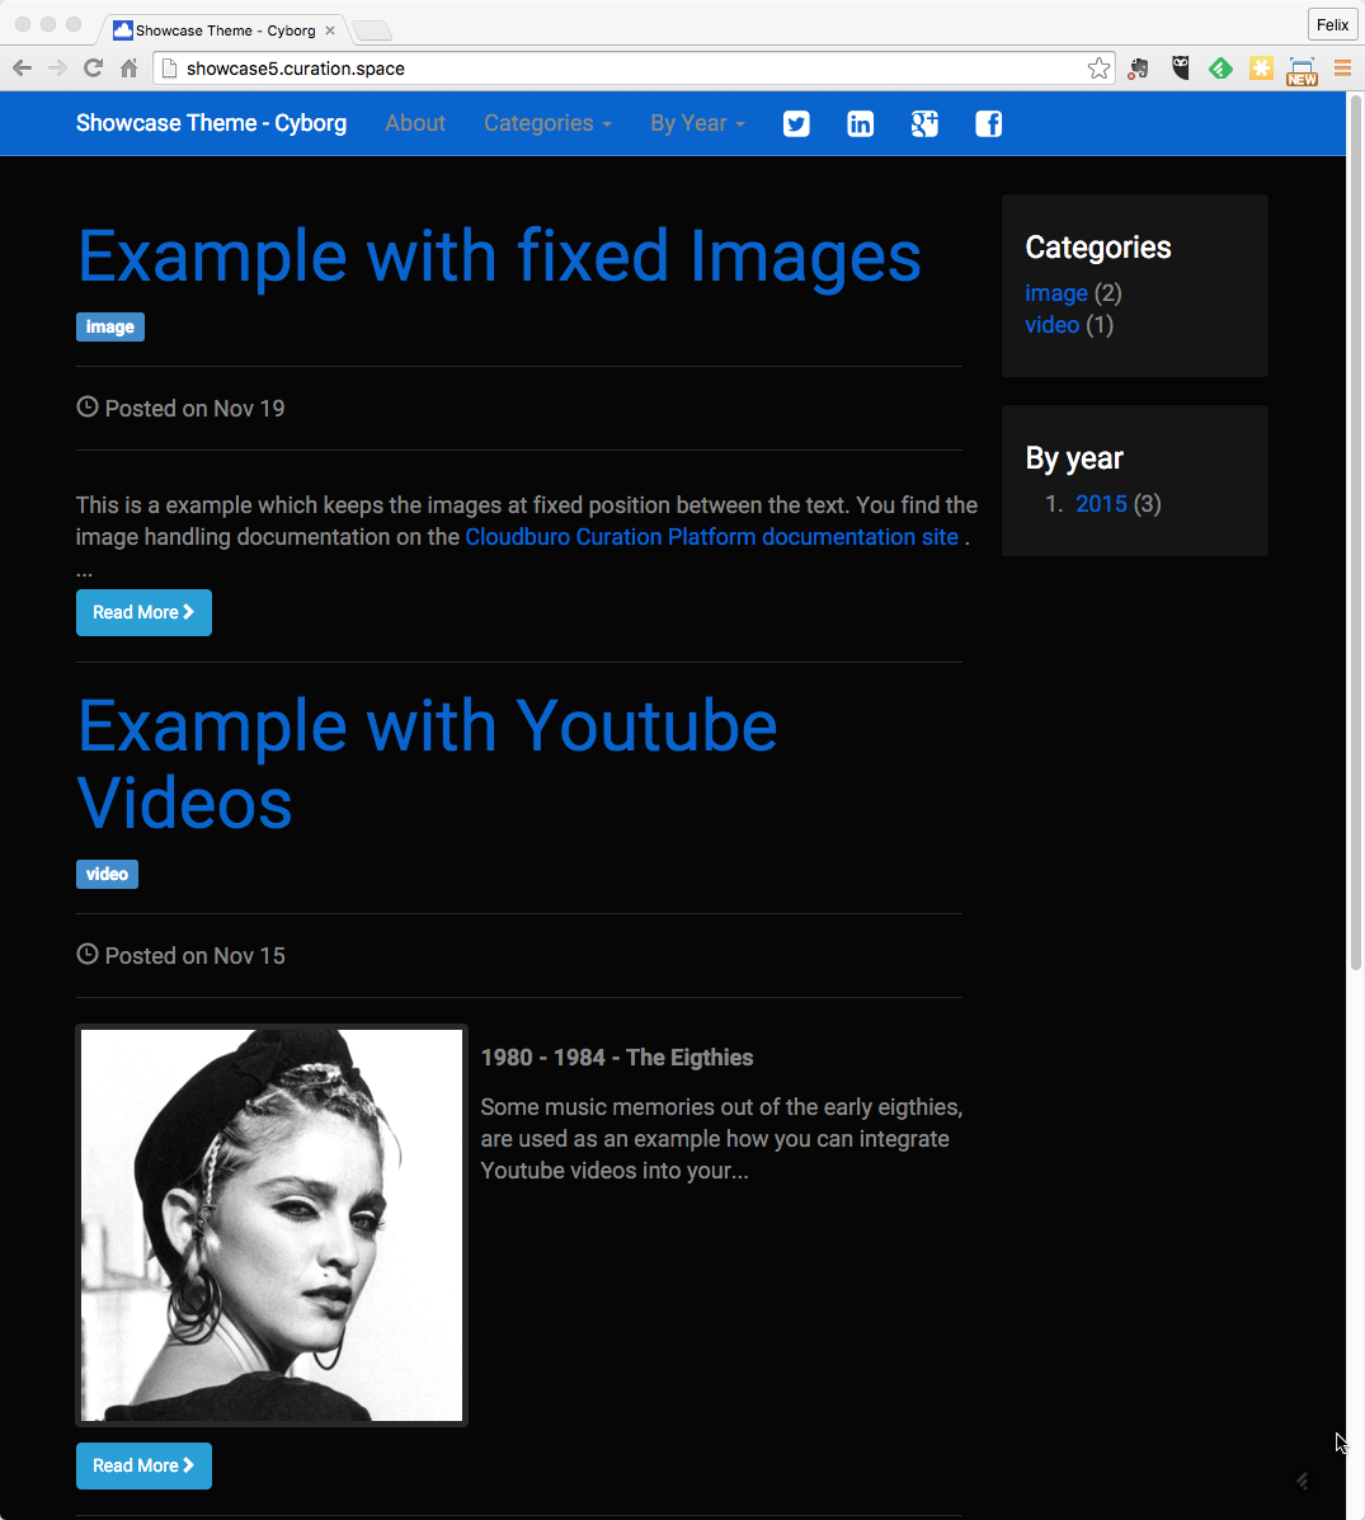 Showcase Theme - Cyborg
Felix
showcase5.curation.space
NEW
Showcase Theme - Cyborg About Categories By Year
Example with fixed Images
image
Posted on Nov 19
This is a example which keeps the images at fixed position between the text. You find the
image handling documentation on the Cloudburo Curation Platform documentation site .
...
Read More
Example with Youtube
Videos
video
Posted on Nov 15
1980 - 1984 - The Eigthies
Some music memories out of the early eigthies,
are used as an example how you can integrate
Youtube videos into your...
Read More
Categories
image (2)
video (1)
By year
1. 2015 (3)